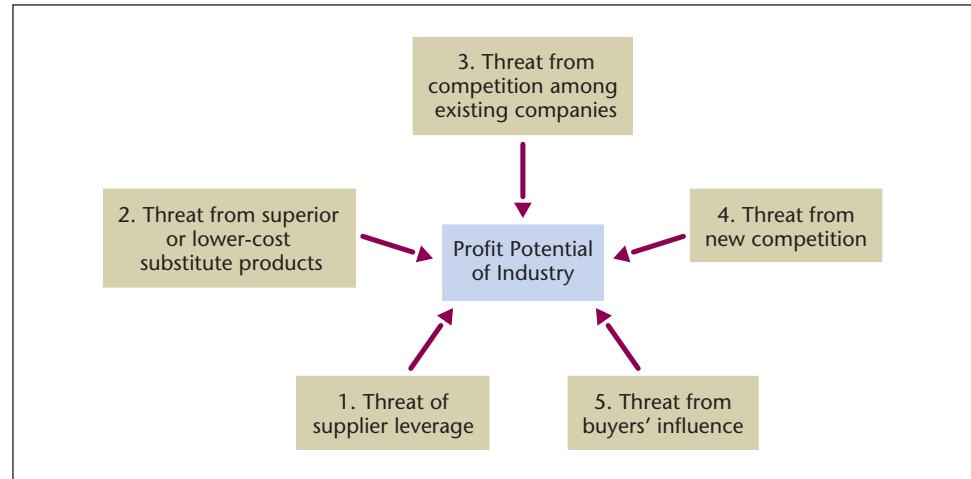 3. Threat from
competition among
existing companies
2. Threat from superior
or lower-cost
substitute products
Profit Potential
of Industry
4. Threat from
new competition
1. Threat of
supplier leverage
5. Threat from
buyers’ influence